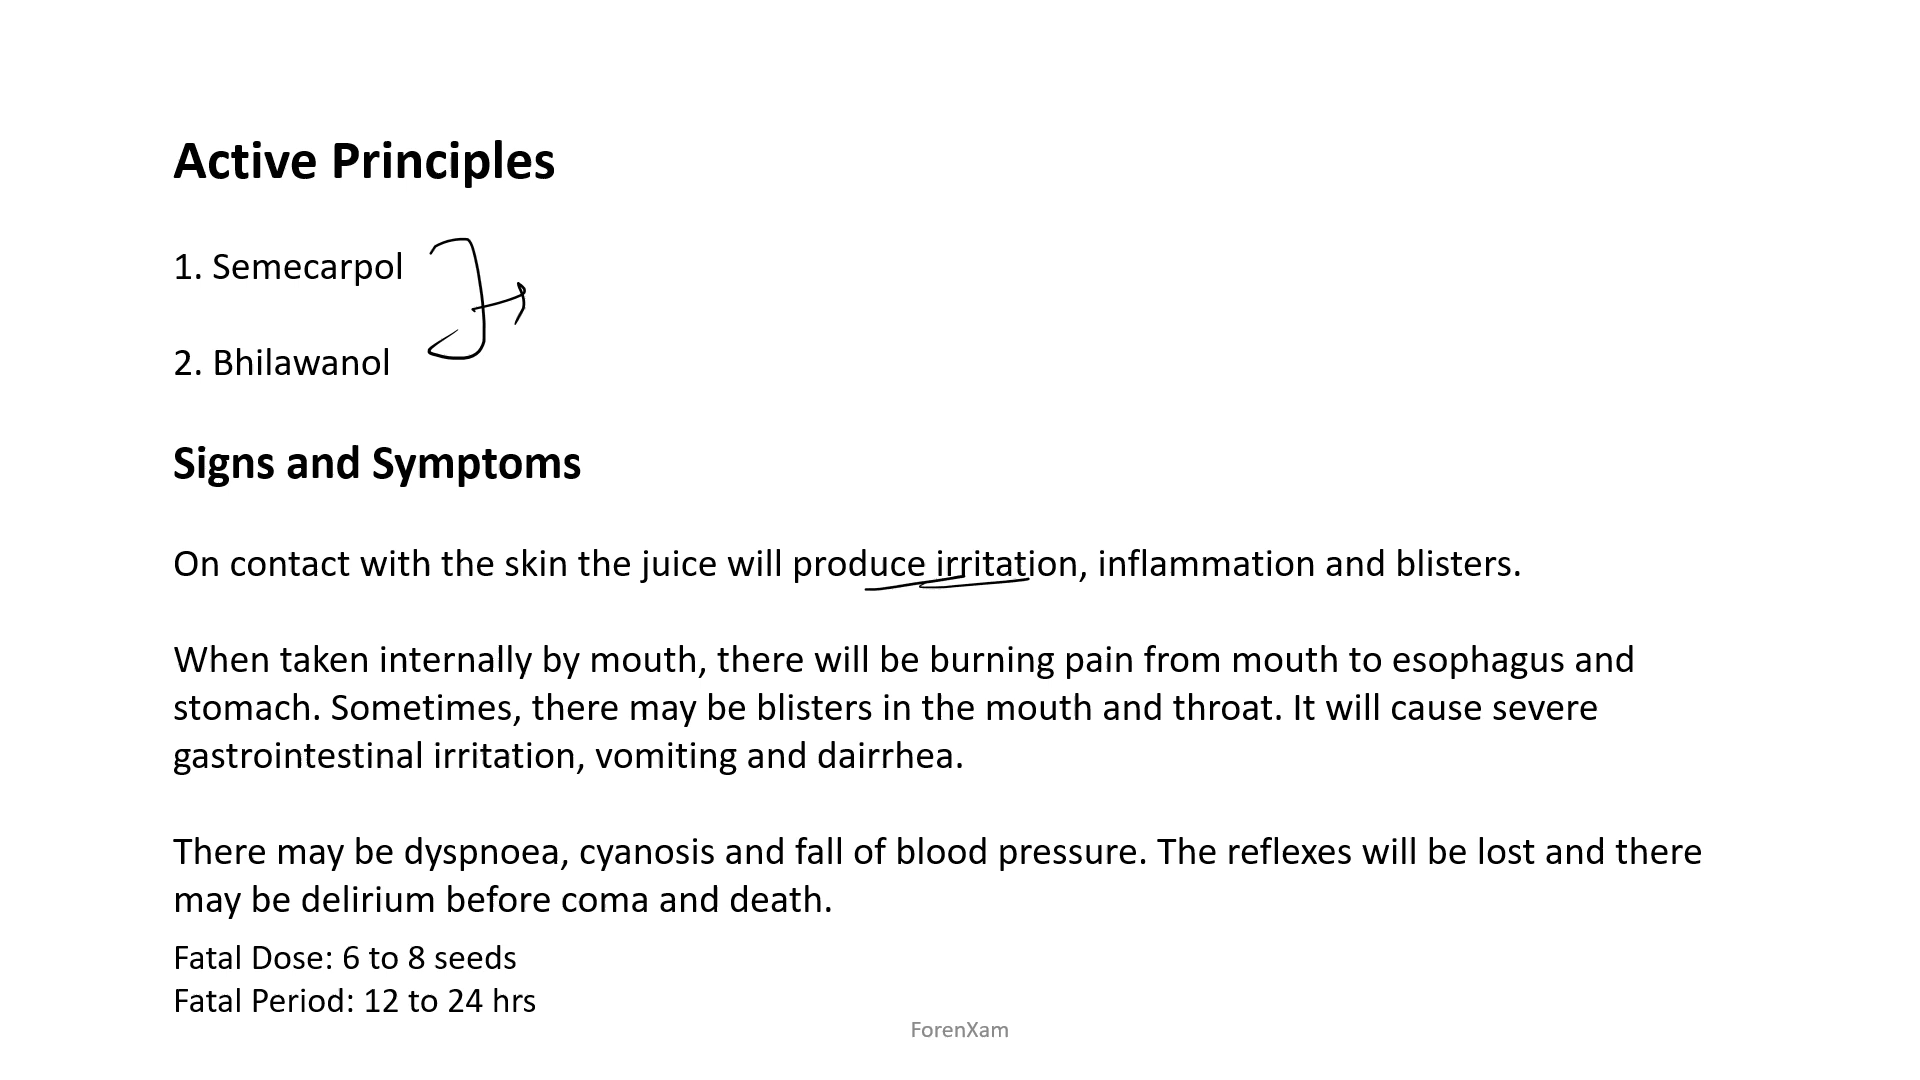 Active Principles
1. Semecarpol
2. Bhilawanol
Signs and Symptoms
On contact with the skin the juice will produce irritation, inflammation and blisters.
When taken internally by mouth, there will be burning pain from mouth to esophagus and
stomach. Sometimes, there may be blisters in the mouth and throat. It will cause severe
gastrointestinal irritation, vomiting and dairrhea.
There may be dyspnoea, cyanosis and fall of blood pressure. The reflexes will be lost and there
may be delirium before coma and death.
Fatal Dose: 6 to 8 seeds
Fatal Period: 12 to 24 hrs
ForenXam